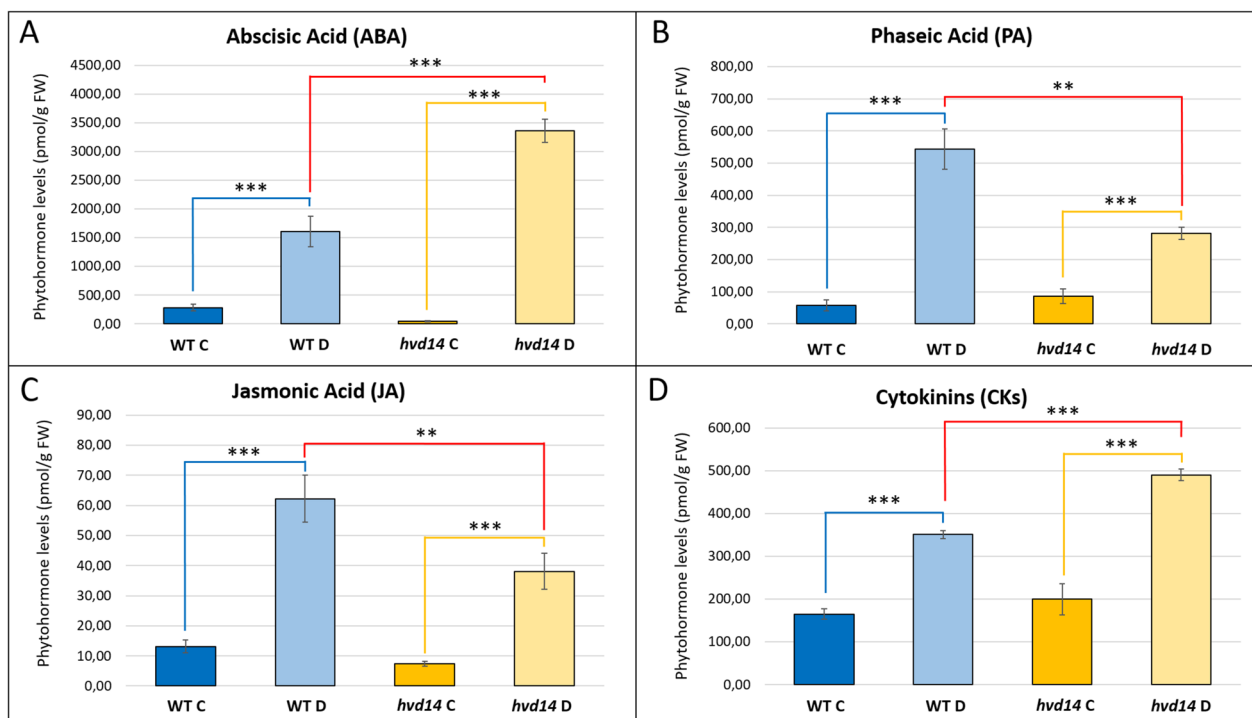 A
Abscisic Acid (ABA)
Phytohormone levels (pmol/g FW)
4500,00
4000,00
3500,00
3000,00
2500,00
2000,00
1500,00
1000,00
500,00
0,00
***
***
***
WT C
WT D
hvd14 C
hvd14 D
B
Phaseic Acid (PA)
Phytohormone levels (pmol/g FW)
800,00
700,00
600,00
500,00
400,00
300,00
200,00
100,00
0,00
***
**
***
WT C
WT D
hvd14 C
hvd14 D
C
Jasmonic Acid (JA)
Phytohormone levels (pmol/g FW)
90,00
80,00
70,00
60,00
50,00
40,00
30,00
20,00
10,00
0,00
***
**
***
WT C
WT D
hvd14 C
hvd14 D
D
Cytokinins (CKs)
Phytohormone levels (pmol/g FW)
600,00
500,00
400,00
300,00
200,00
100,00
0,00
***
***
***
WT C
WT D
hvd14 C
hvd14 D